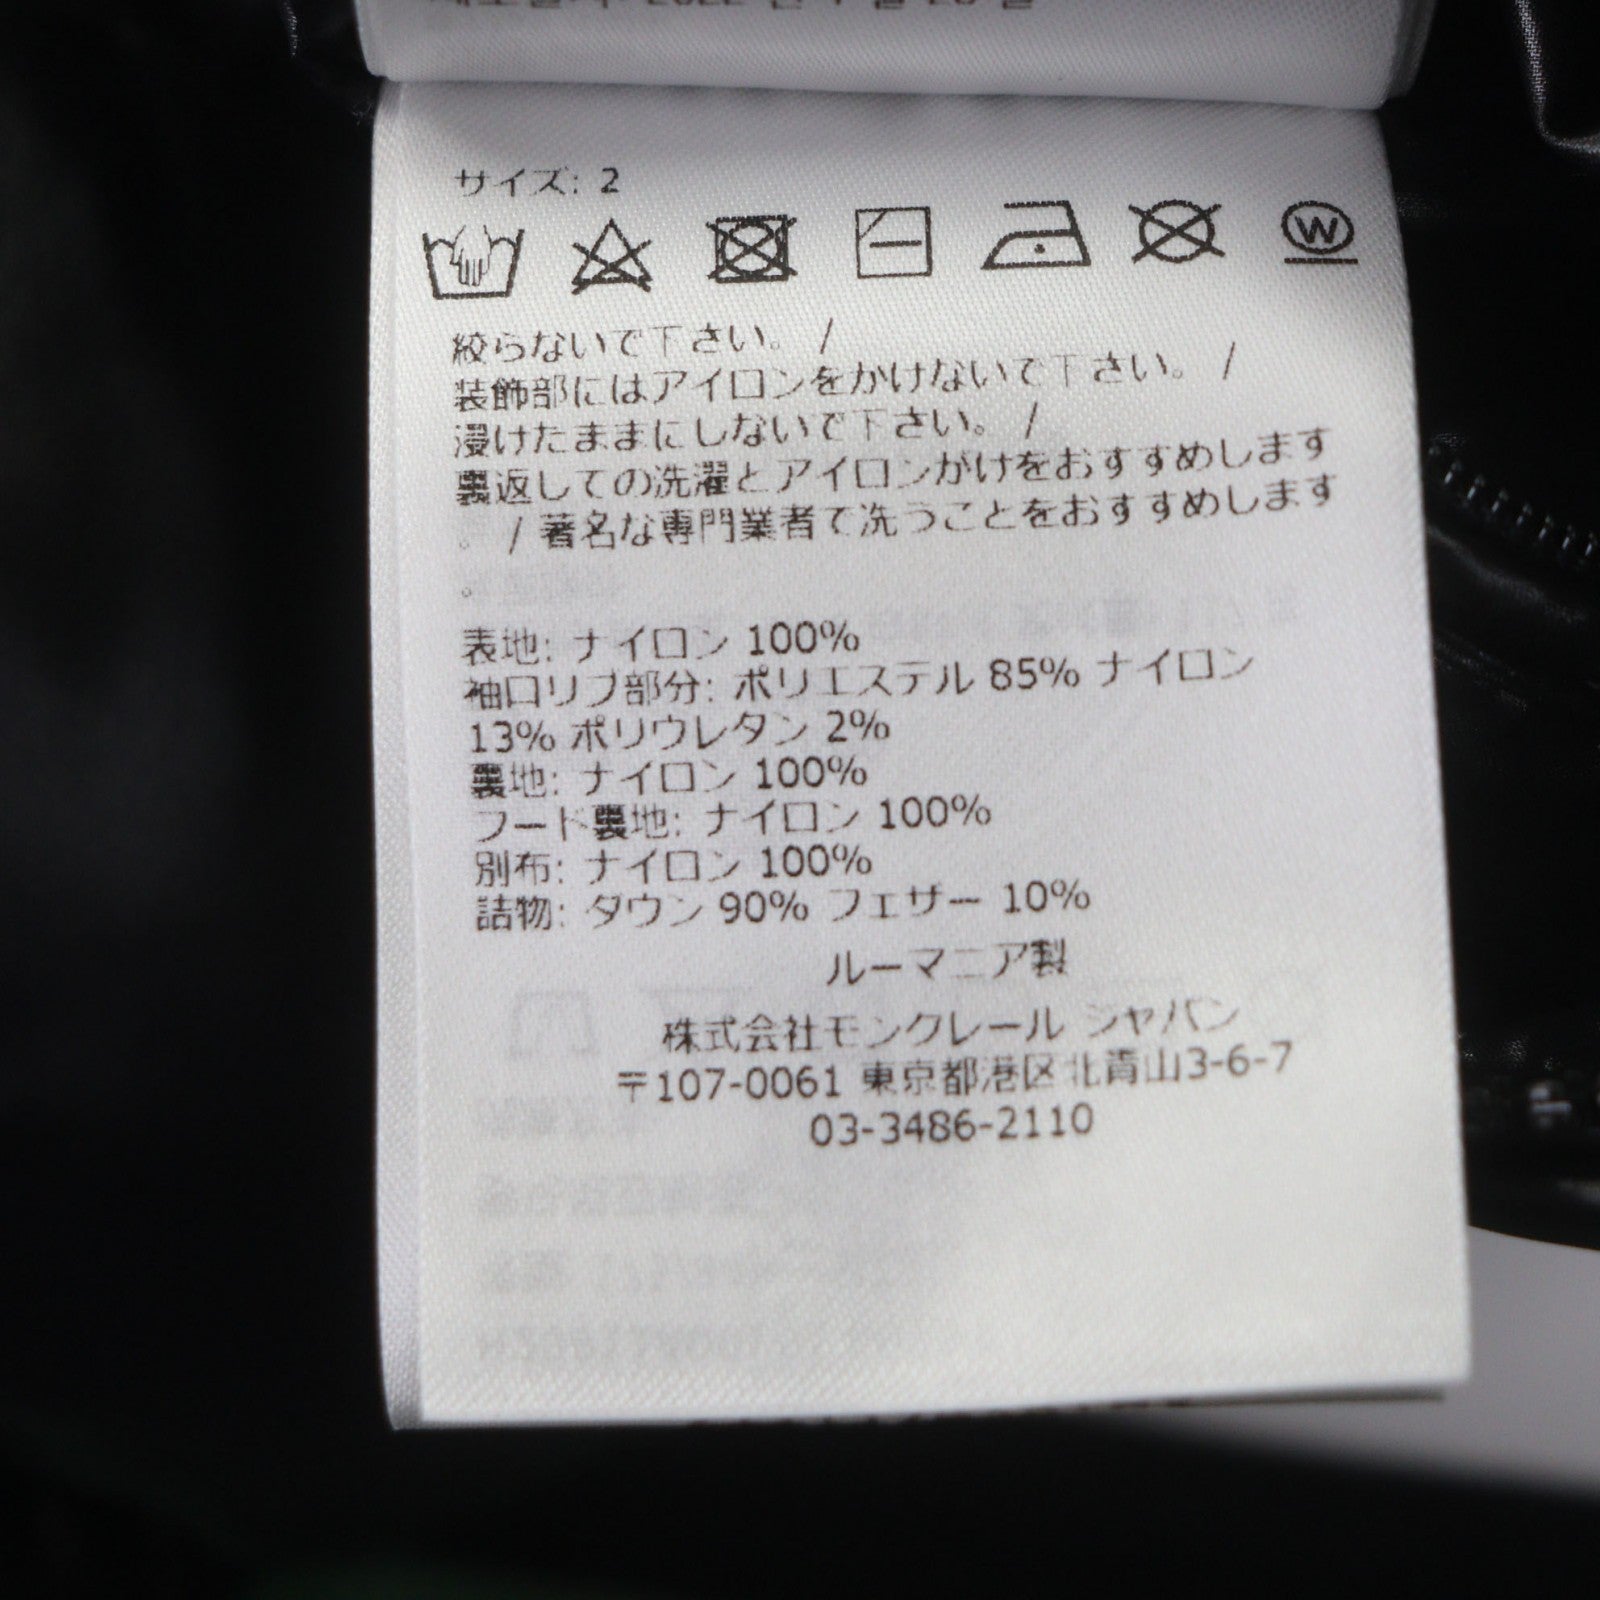 サイズ: 2
W
絞らないで下さい。 /
装飾部にはアイロンをかけないで下さい。 /
浸けたままにしないで下さい。 /
裏返しての洗濯とアイロンがけをおすすめします
。 / 著名な専門業者で洗うことをおすすめします
。
表地: ナイロン 100%
袖口リブ部分: ポリエステル 85% ナイロン
13% ポリウレタン 2%
裏地: ナイロン 100%
フード裏地: ナイロン 100%
別布: ナイロン 100%
詰物: ダウン 90% フェザー 10%
ルーマニア製
株式会社モンクレール ジャパン
〒107-0061 東京都港区北青山3-6-7
03-3486-2110